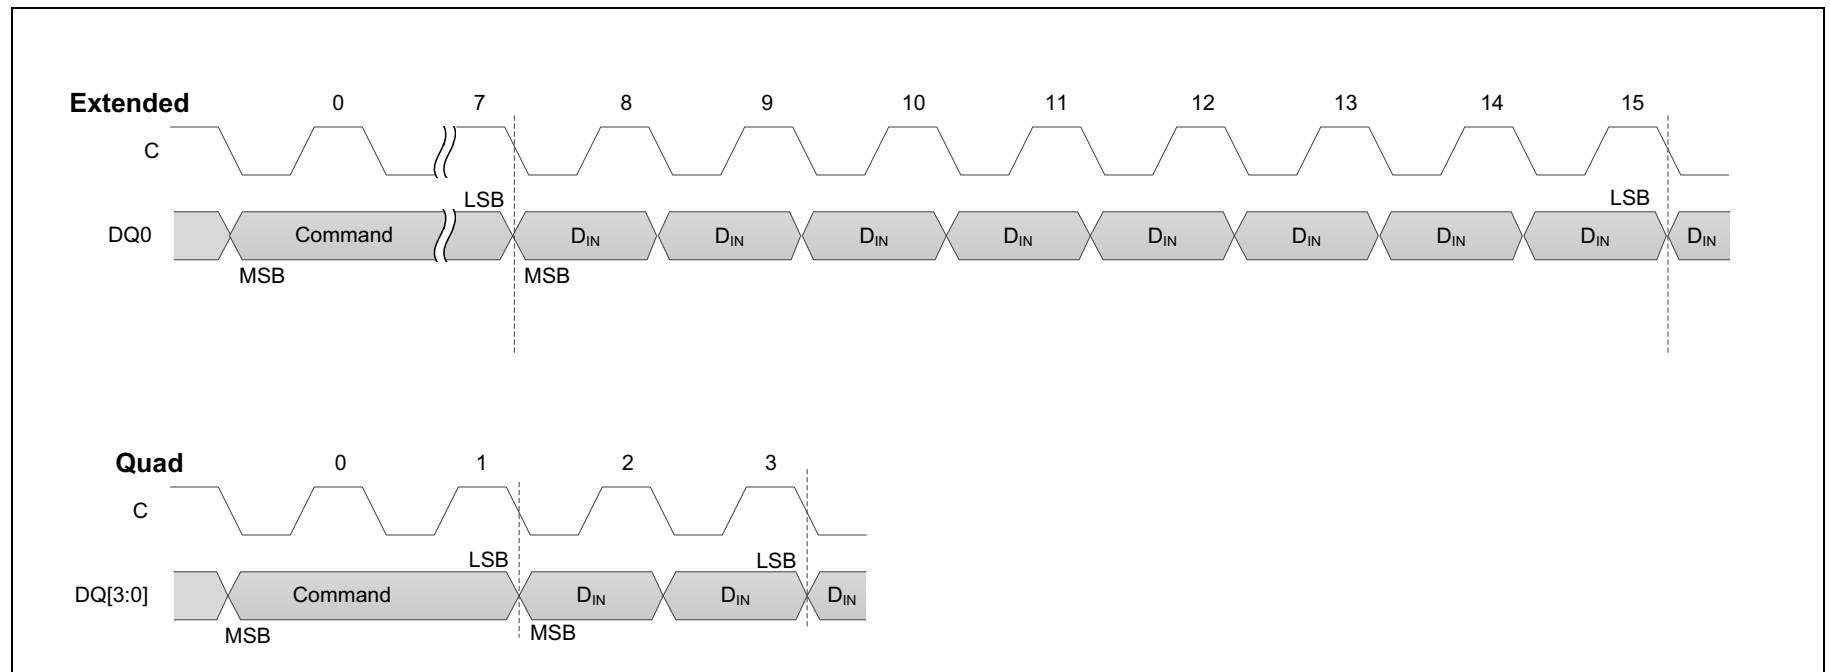 Extended 0 7 8 9 10 11 12 13 14 15
C
LSB LSB
DQ0 Command DIN DIN DIN DIN DIN DIN DIN DIN DIN
MSB MSB
Quad 0 1 2 3
C
LSB LSB
DQ[3:0] Command DIN DIN DIN
MSB MSB